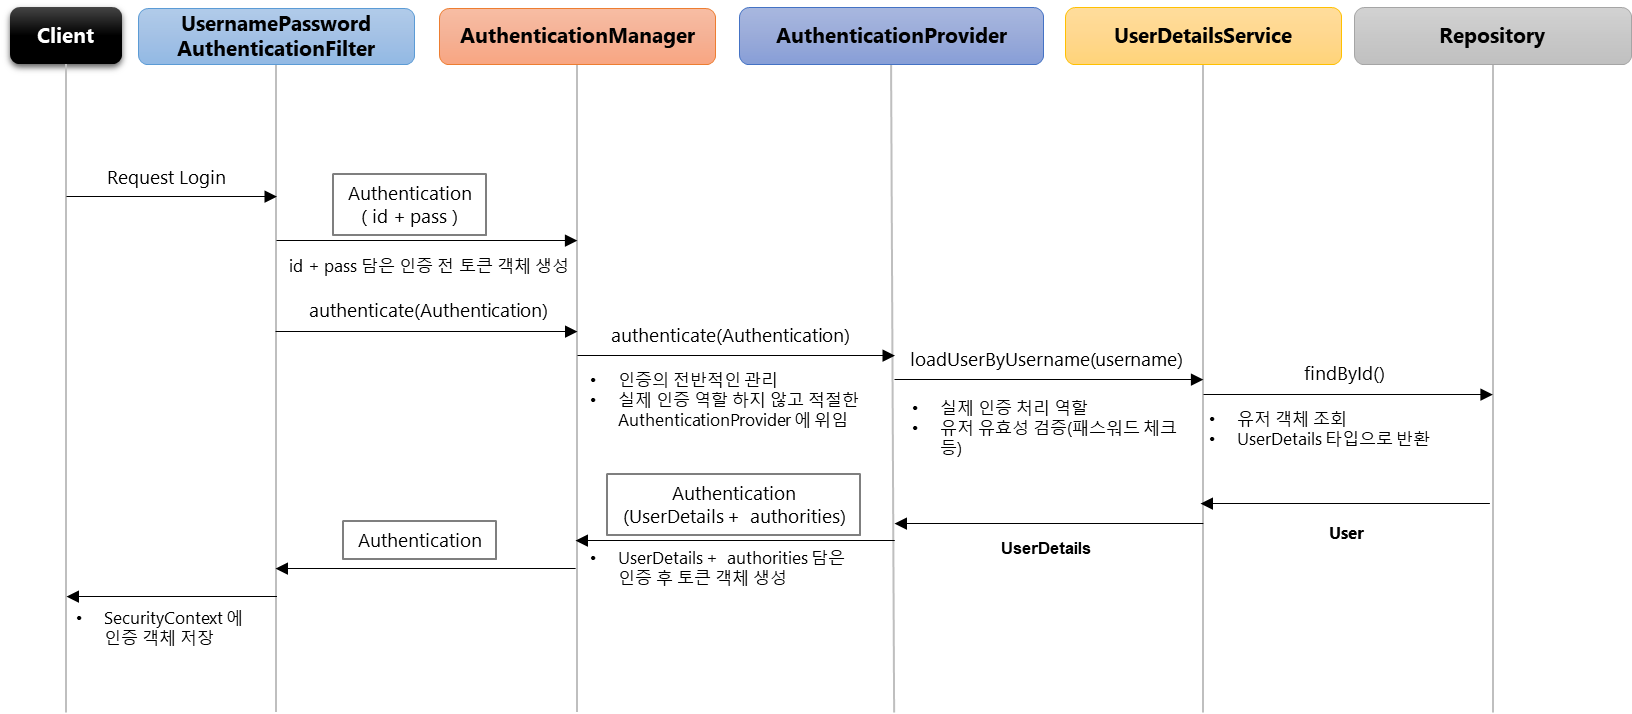 Client
UsernamePassword
AuthenticationFilter
AuthenticationManager
AuthenticationProvider
UserDetailsService
Repository
Request Login
Authentication
( id + pass )
id + pass 담은 인증 전 토큰 객체 생성
authenticate(Authentication)
authenticate(Authentication)
• 인증의 전반적인 관리
• 실제 인증 역할 하지 않고 적절한
AuthenticationProvider 에 위임
loadUserByUsername(username)
• 실제 인증 처리 역할
• 유저 유효성 검증(패스워드 체크
등)
findById()
• 유저 객체 조회
• UserDetails 타입으로 반환
User
UserDetails
Authentication
(UserDetails + authorities)
• UserDetails + authorities 담은
인증 후 토큰 객체 생성
Authentication
• SecurityContext 에
인증 객체 저장